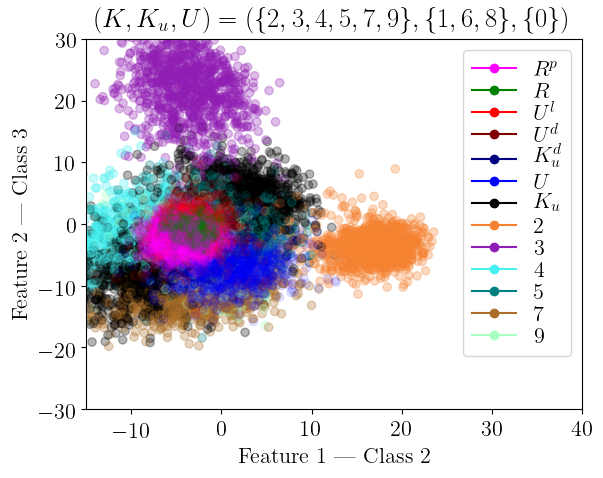 (K, K_u, U) = ({2, 3, 4, 5, 7, 9}, {1, 6, 8}, {0})
30
20
10
0
−10
−20
−30
−10
0
10
20
30
40
Feature 2 — Class 3
Feature 1 — Class 2
R^p
R
U^l
U^d
K_u^d
U
K_u
2
3
4
5
7
9